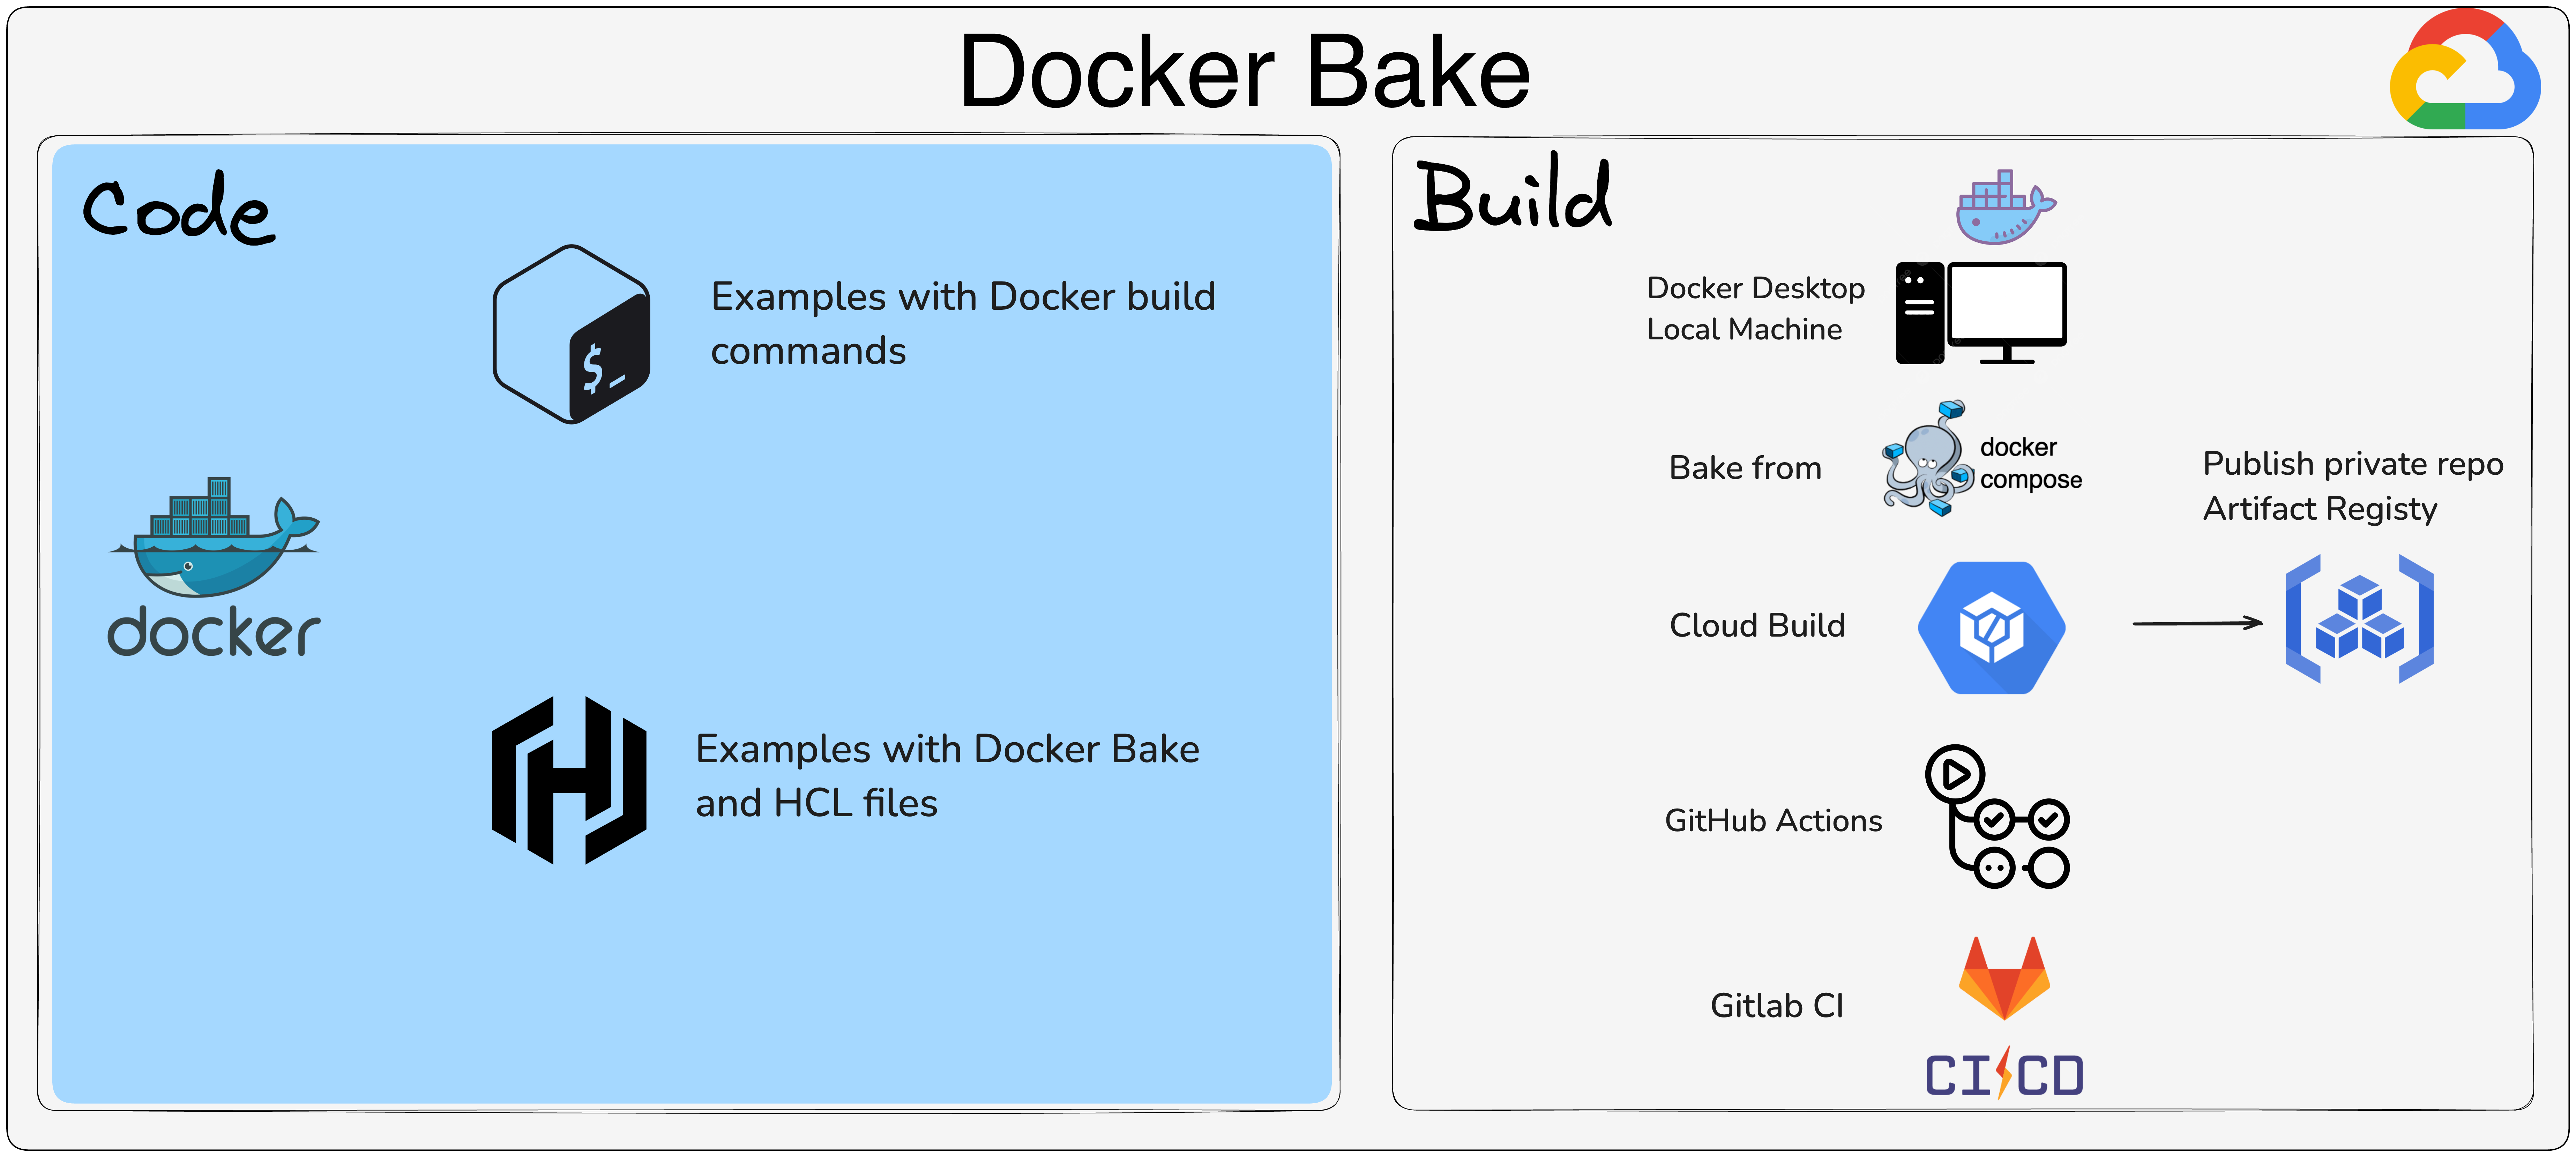 Docker Bake
Code
$_
Examples with Docker build
commands
docker
Examples with Docker Bake
and HCL files
Build
Docker Desktop
Local Machine
Bake from
docker
compose
Publish private repo
Artifact Registy
Cloud Build
GitHub Actions
Gitlab CI
CI CD